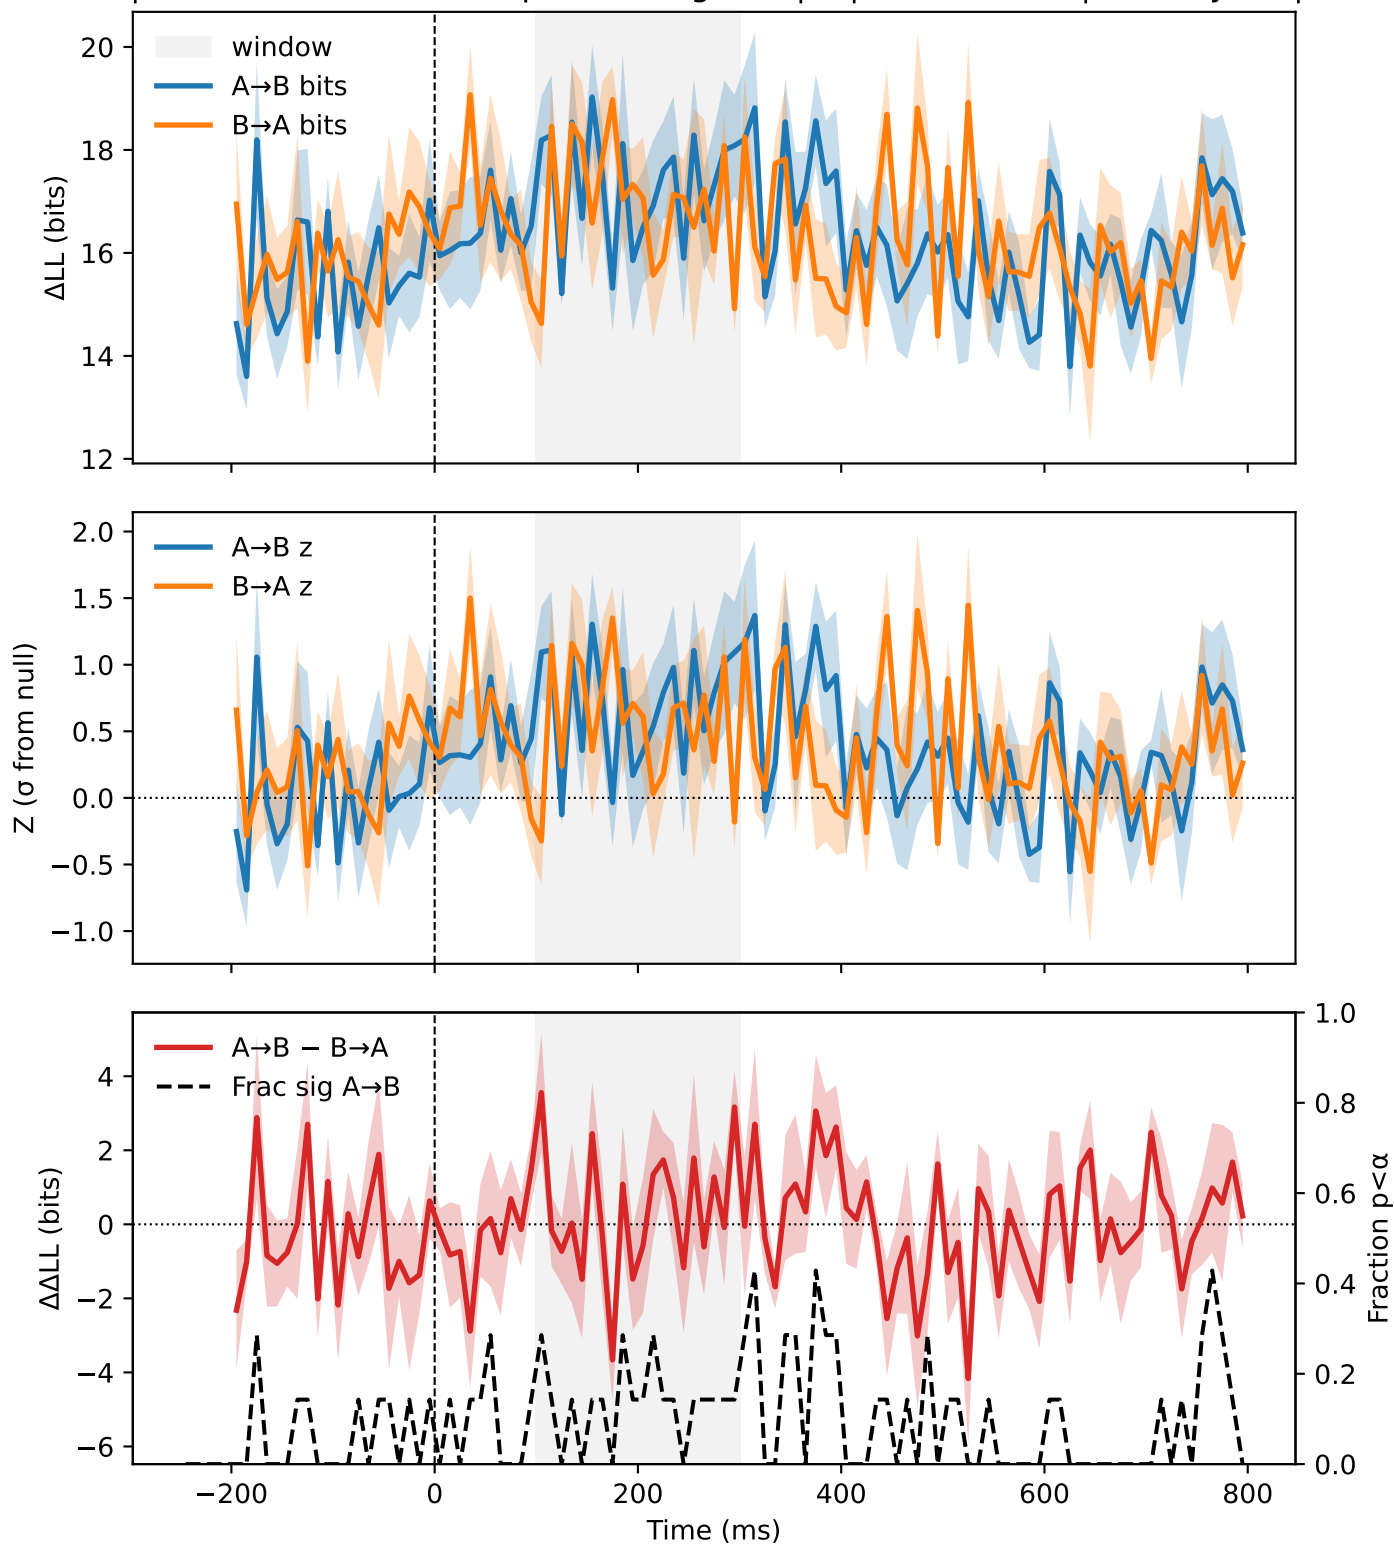 20
18
16
14
12
ΔLL (bits)
window
A→B bits
B→A bits
2.0
1.5
1.0
0.5
0.0
−0.5
−1.0
Z (σ from null)
A→B z
B→A z
4
2
0
−2
−4
−6
ΔΔLL (bits)
A→B − B→A
Frac sig A→B
1.0
0.8
0.6
0.4
0.2
0.0
Fraction p<α
−200 0 200 400 600 800
Time (ms)